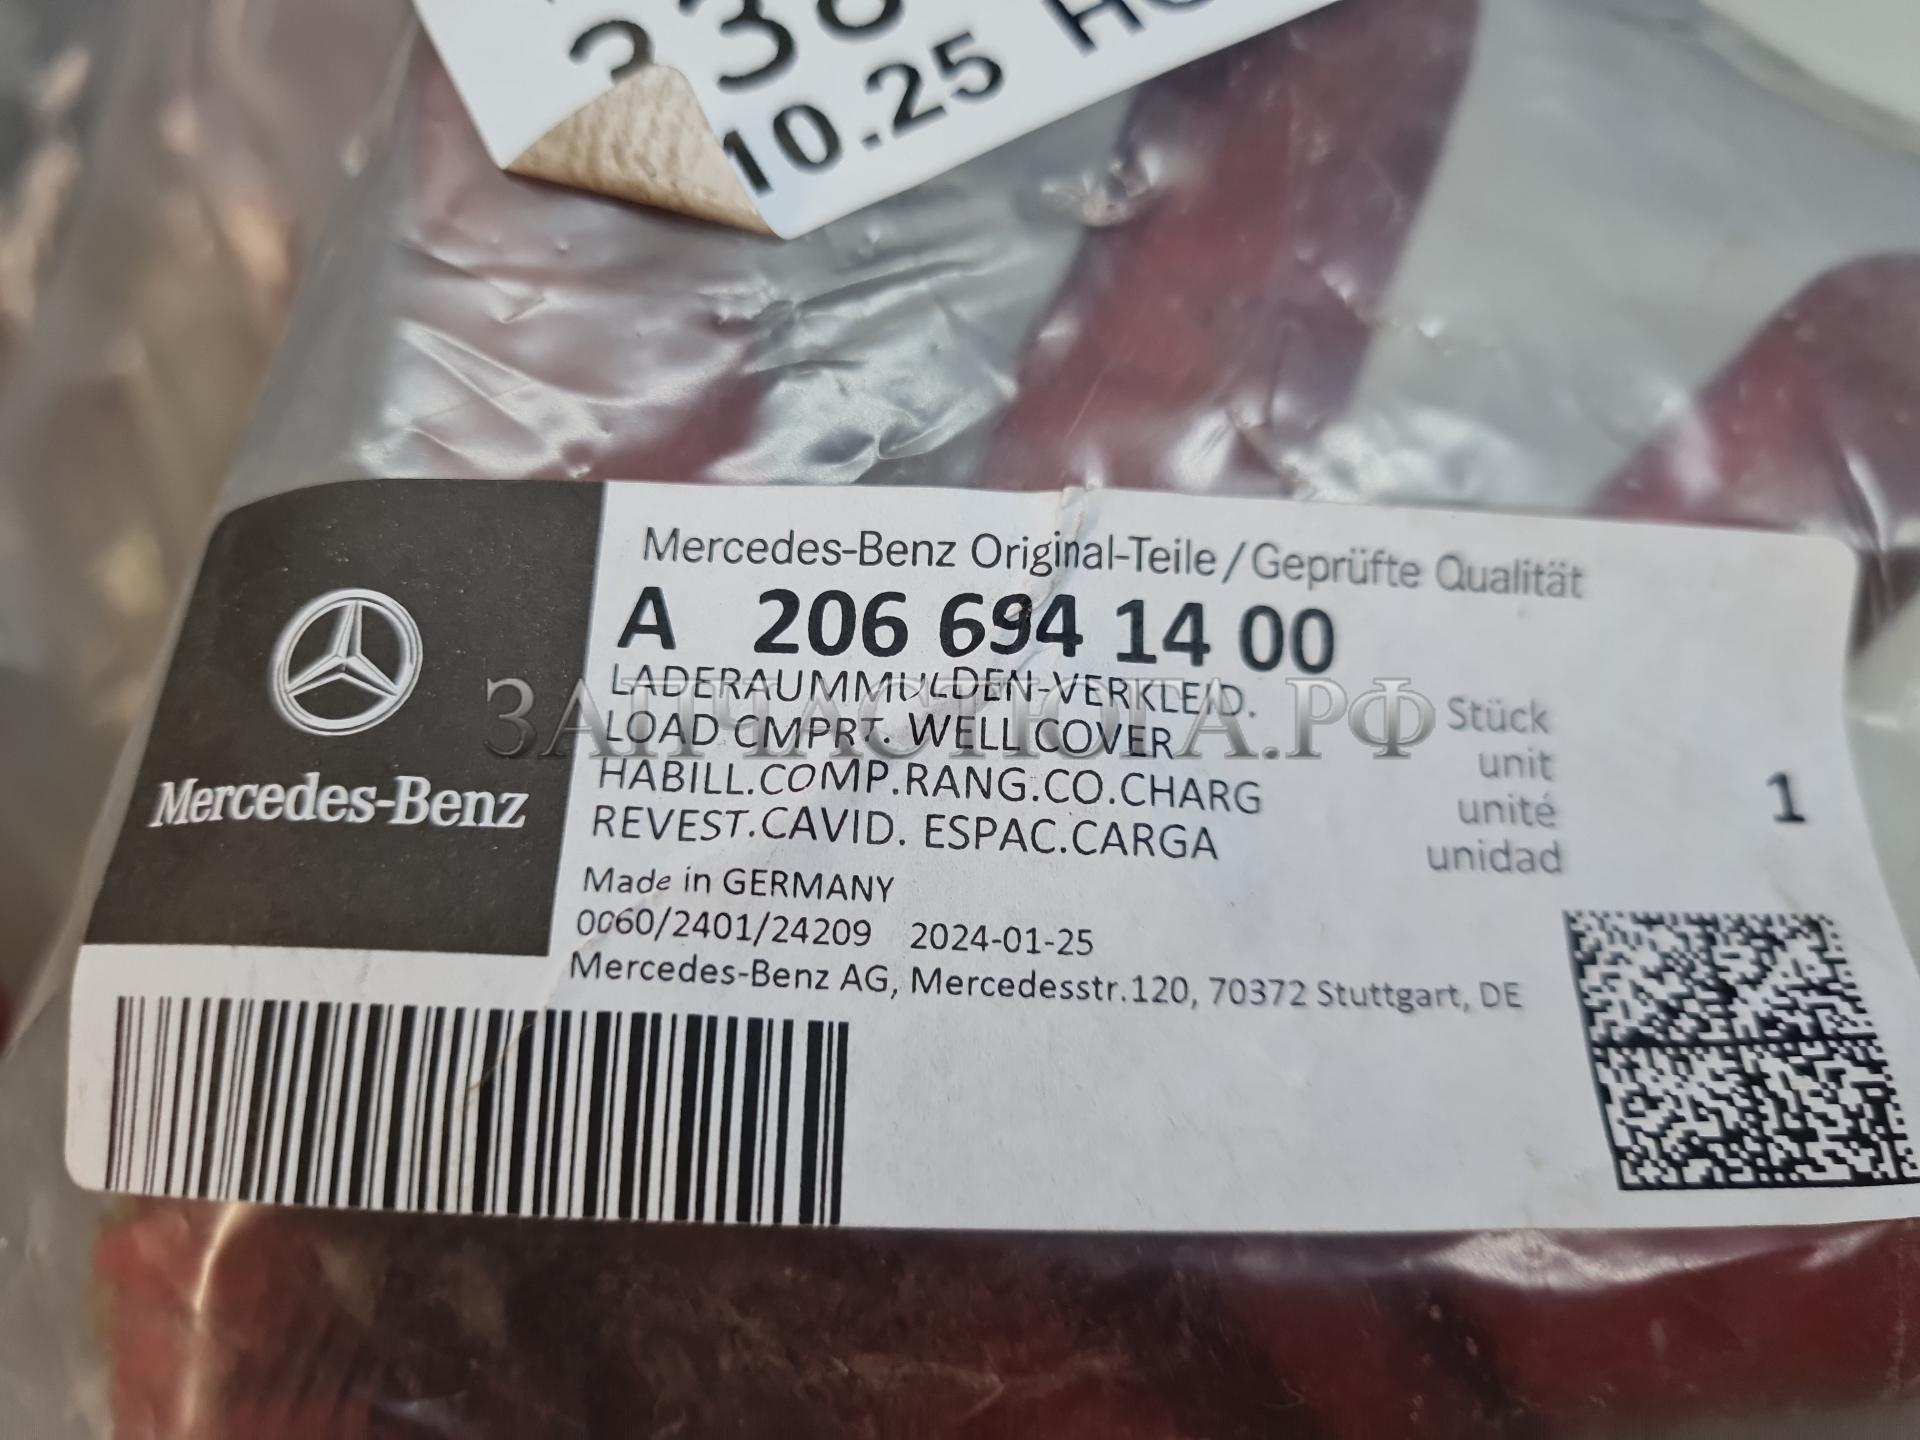 10.25
Mercedes-Benz
Mercedes-Benz Original-Teile/Geprüfte Qualität
A 206 694 14 00
LADERAUMMULDEN-VERKLEID.
LOAD CMPRT. WELL COVER
HABILL.COMP.RANG.CO.CHARG
REVEST.CAVID. ESPAC.CARGA
Stück
unit
unité
unidad
1
Made in GERMANY
0060/2401/24209 2024-01-25
Mercedes-Benz AG, Mercedesstr.120, 70372 Stuttgart, DE
ЗАПЧАСТЮГА.РФ